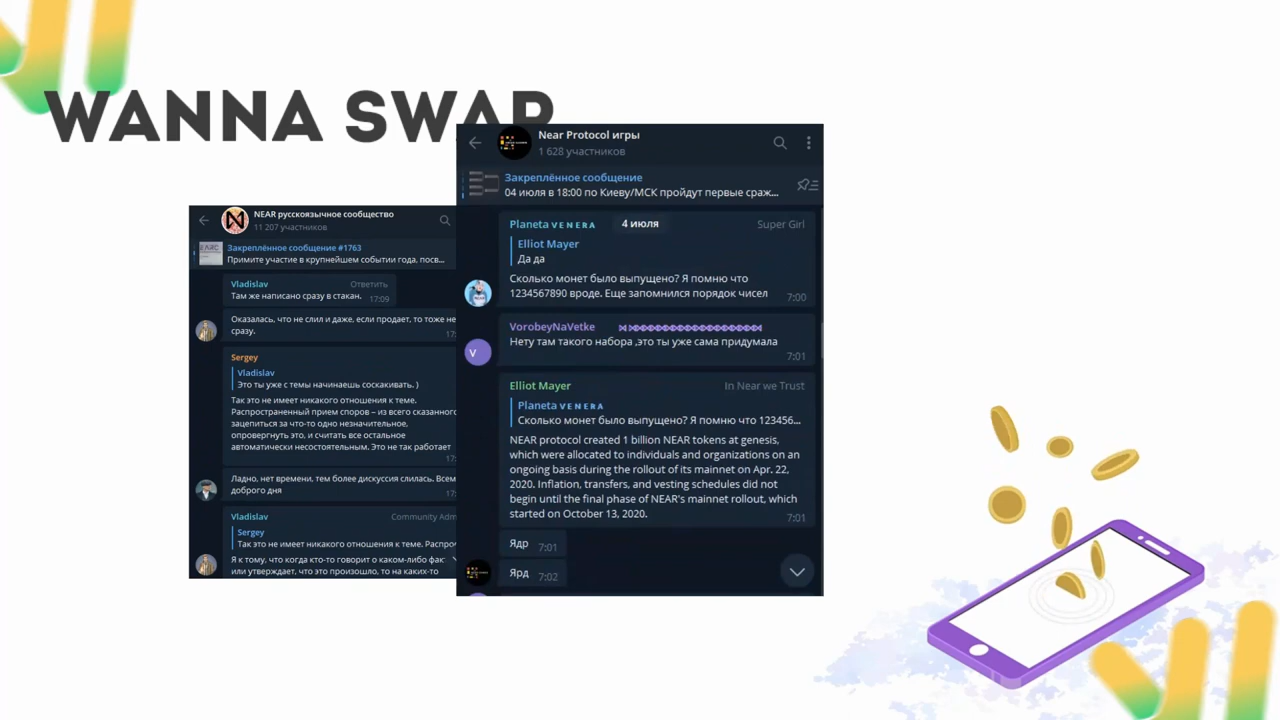 WANNA SWAP
NEAR русскоязычное сообщество
11 207 участников
Закреплённое сообщение #1763
Примите участие в крупнейшем событии года, посв...
Vladislav
Ответить
Там же написано сразу в стакан.
17:09
Оказалась, что не слил и даже, если продает, то тоже не
сразу.
17:
Sergey
Vladislav
Это ты уже с темы начинаешь соскакивать. )
Так это не имеет никакого отношения к теме.
Распространенный прием споров – из всего сказанного
зацепиться за что-то одно незначительное,
опровергнуть это, и считать все остальное
автоматически несостоятельным. Это не так работает
17:
Ладно, нет времени, тем более дискуссия слилась. Всем
доброго дня
17:
Vladislav
Community Adm
Sergey
Так это не имеет никакого отношения к теме. Распро
Я к тому, что когда кто-то говорит о каком-либо фак
или утверждает, что это произошло, то на каких-то
Near Protocol игры
1 628 участников
Закреплённое сообщение
04 июля в 18:00 по Киеву/МСК пройдут первые сраж...
4 июля
Planeta VENERA
Super Girl
Elliot Mayer
Да да
Сколько монет было выпущено? Я помню что
1234567890 вроде. Еще запомнился порядок чисел
7:00
VorobeyNaVetke
Нету там такого набора ,это ты уже сама придумала
7:01
V
Elliot Mayer
In Near we Trust
Planeta VENERA
Сколько монет было выпущено? Я помню что 123456...
NEAR protocol created 1 billion NEAR tokens at genesis,
which were allocated to individuals and organizations on an
ongoing basis during the rollout of its mainnet on Apr. 22,
2020. Inflation, transfers, and vesting schedules did not
begin until the final phase of NEAR's mainnet rollout, which
started on October 13, 2020.
7:01
Ядр
7:01
Ярд
7:02